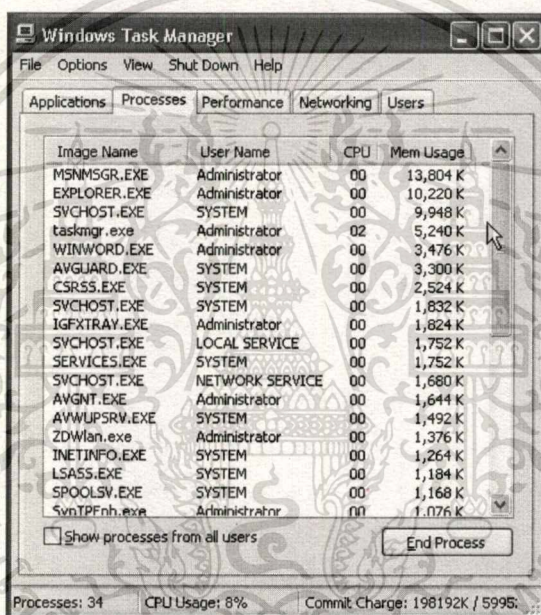 Windows Task Manager
File Options View Shut Down Help
Applications Processes Performance Networking Users
Image Name User Name CPU Mem Usage
MSNMSGR.EXE Administrator 00 13,804 K
EXPLORER.EXE Administrator 00 10,220 K
SVCHOST.EXE SYSTEM 00 9,948 K
taskmgr.exe Administrator 02 5,240 K
WINWORD.EXE Administrator 00 3,476 K
AVGUARD.EXE SYSTEM 00 3,300 K
CSRSS.EXE SYSTEM 00 2,524 K
SVCHOST.EXE SYSTEM 00 1,832 K
IGFXTRAY.EXE Administrator 00 1,824 K
SVCHOST.EXE LOCAL SERVICE 00 1,752 K
SERVICES.EXE SYSTEM 00 1,752 K
SVCHOST.EXE NETWORK SERVICE 00 1,680 K
AVGNT.EXE Administrator 00 1,644 K
AVWUPSRV.EXE SYSTEM 00 1,492 K
ZDWlan.exe Administrator 00 1,376 K
INETINFO.EXE SYSTEM 00 1,264 K
LSASS.EXE SYSTEM 00 1,184 K
SPOOLSV.EXE SYSTEM 00 1,168 K
SynTPEnh.exe Administrator 00 1,076 K
Show processes from all users
End Process
Processes: 34 CPU Usage: 8% Commit Charge: 198192K / 5995